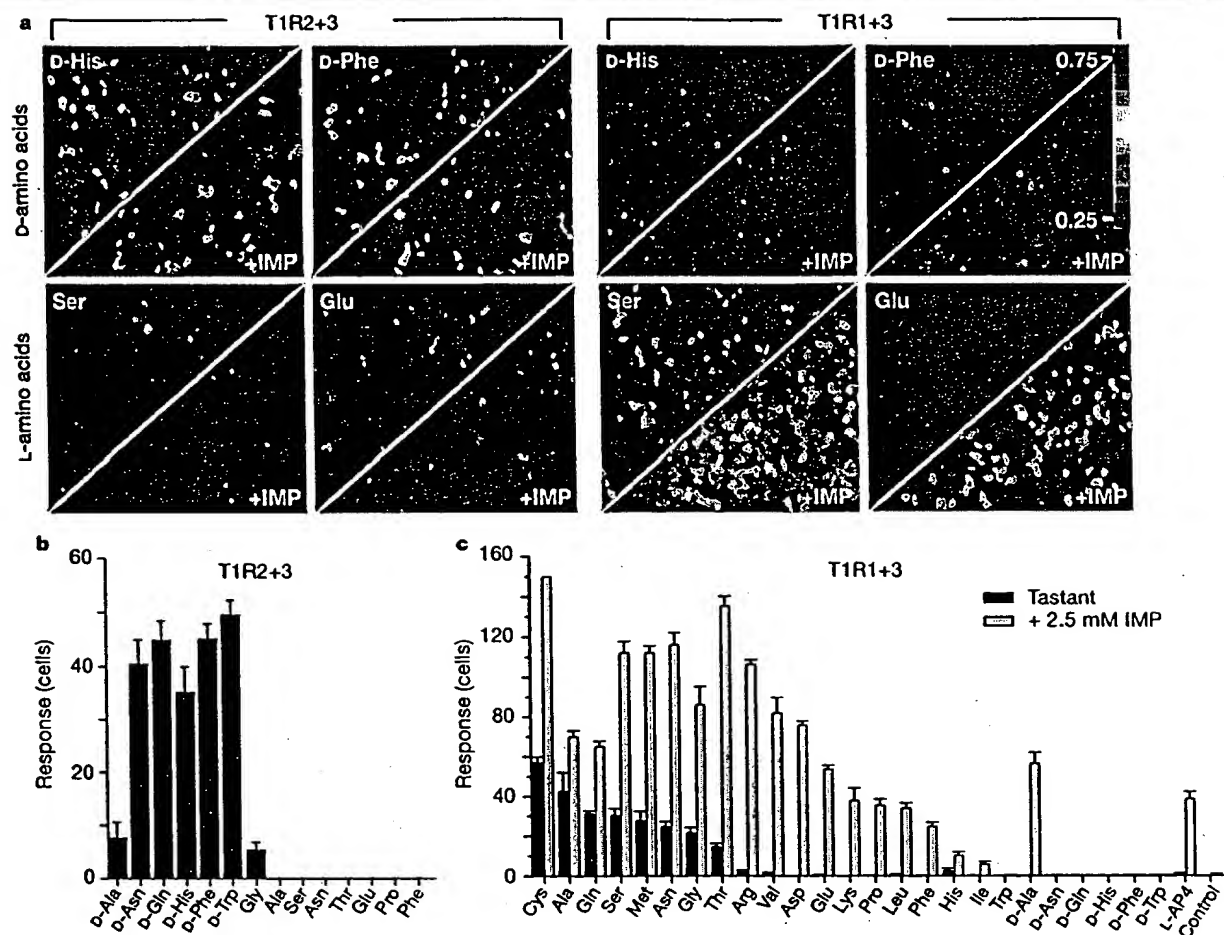 a
T1R2+3
T1R1+3
D-amino acids
D-His
+IMP
D-Phe
+IMP
D-His
+IMP
D-Phe
+IMP
0.75
0.25
L-amino acids
Ser
+IMP
Glu
+IMP
Ser
+IMP
Glu
+IMP
b
T1R2+3
Response (cells)
60
40
20
0
D-Ala
D-Asn
D-Gln
D-His
D-Phe
D-Trp
Gly
Ala
Ser
Asn
Thr
Glu
Pro
Phe
c
T1R1+3
Tastant
+ 2.5 mM IMP
Response (cells)
160
120
80
40
0
Cys
Ala
Gln
Ser
Met
Asn
Gly
Thr
Arg
Val
Asp
Glu
Lys
Pro
Leu
Phe
His
Ile
Trp
D-Ala
D-Asn
D-Gln
D-His
D-Phe
D-Trp
L-AP4
Control